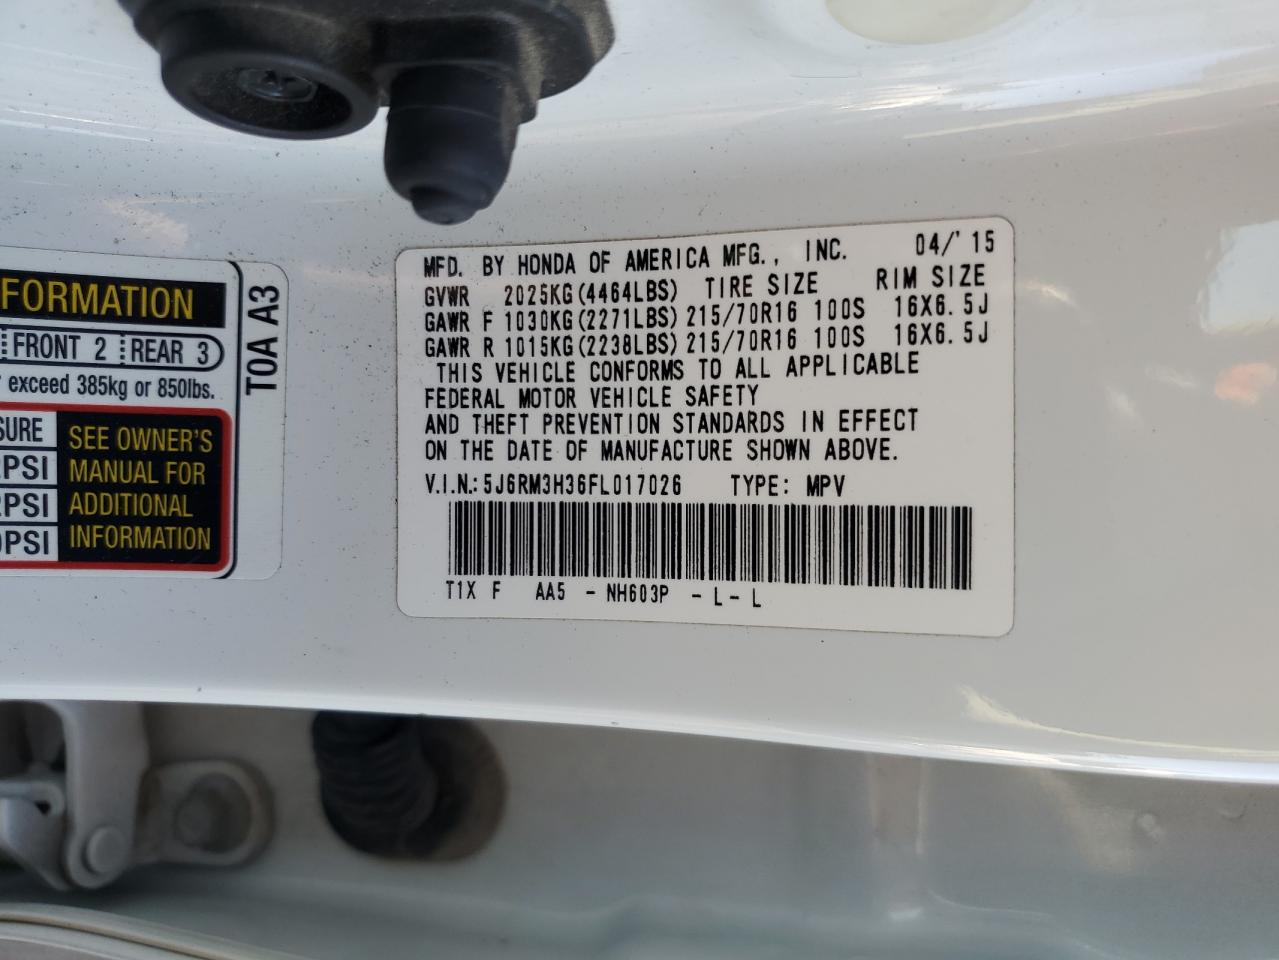 FORMATION
FRONT 2 REAR 3
exceed 385kg or 850lbs.
SURE
PSI
PSI
PSI
SEE OWNER'S
MANUAL FOR
ADDITIONAL
INFORMATION
T0A A3
MFD. BY HONDA OF AMERICA MFG., INC. 04/'15
GVWR 2025KG(4464LBS) TIRE SIZE RIM SIZE
GAWR F 1030KG(2271LBS) 215/70R16 100S 16X6.5J
GAWR R 1015KG(2238LBS) 215/70R16 100S 16X6.5J
THIS VEHICLE CONFORMS TO ALL APPLICABLE
FEDERAL MOTOR VEHICLE SAFETY
AND THEFT PREVENTION STANDARDS IN EFFECT
ON THE DATE OF MANUFACTURE SHOWN ABOVE.
V.I.N.: 5J6RM3H36FL017026 TYPE: MPV
T1X F AA5 - NH603P - L - L